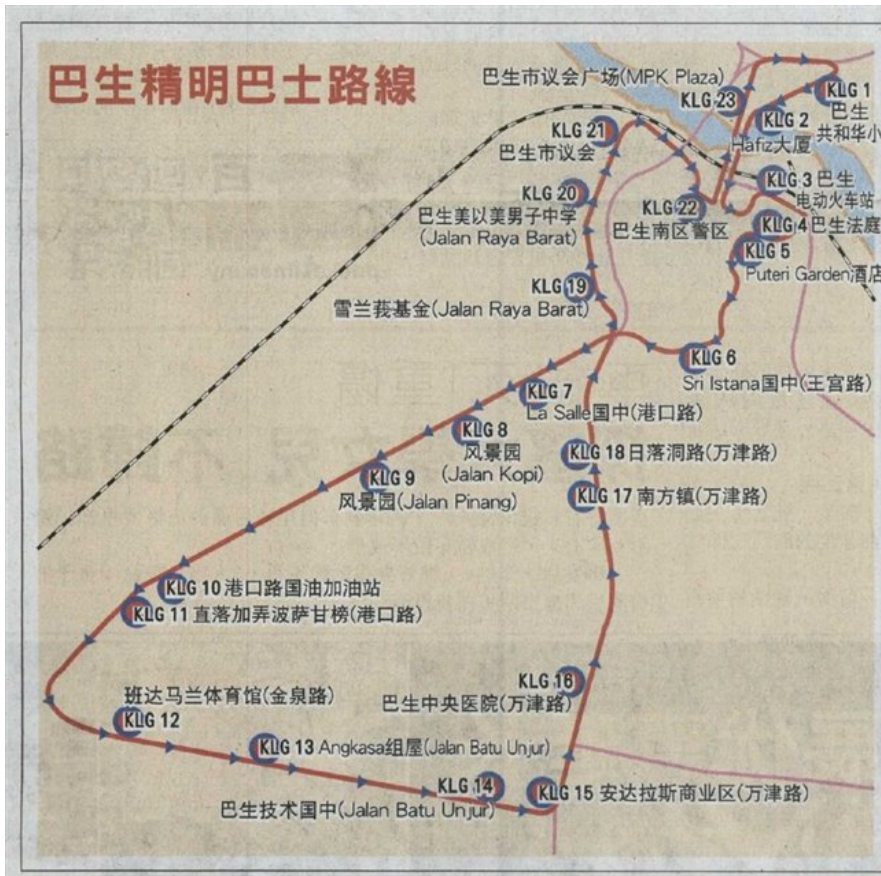 巴生精明巴士路線
巴生市议会广场(MPK Plaza)
KLG 23
KLG 1
巴生
共和华小
KLG 2
Hafiz大厦
KLG 21
巴生市议会
KLG 3 巴生
电动火车站
KLG 20
巴生美以美男子中学
(Jalan Raya Barat)
KLG 22
巴生南区警区
KLG 4 巴生法庭
KLG 5
Puteri Garden酒店
KLG 19
雪兰莪基金(Jalan Raya Barat)
KLG 6
Sri Istana国中(王宫路)
KLG 7
La Salle国中(港口路)
KLG 8
风景园
(Jalan Kopi)
KLG 9
风景园(Jalan Pinang)
KLG 18 日落洞路(万津路)
KLG 17 南方镇(万津路)
KLG 10 港口路国油加油站
KLG 11 直落加弄波萨甘榜(港口路)
KLG 16
巴生中央医院(万津路)
班达马兰体育馆(金泉路)
KLG 12
KLG 13 Angkasa组屋(Jalan Batu Unjur)
KLG 14
巴生技术国中(Jalan Batu Unjur)
KLG 15 安达拉斯商业区(万津路)